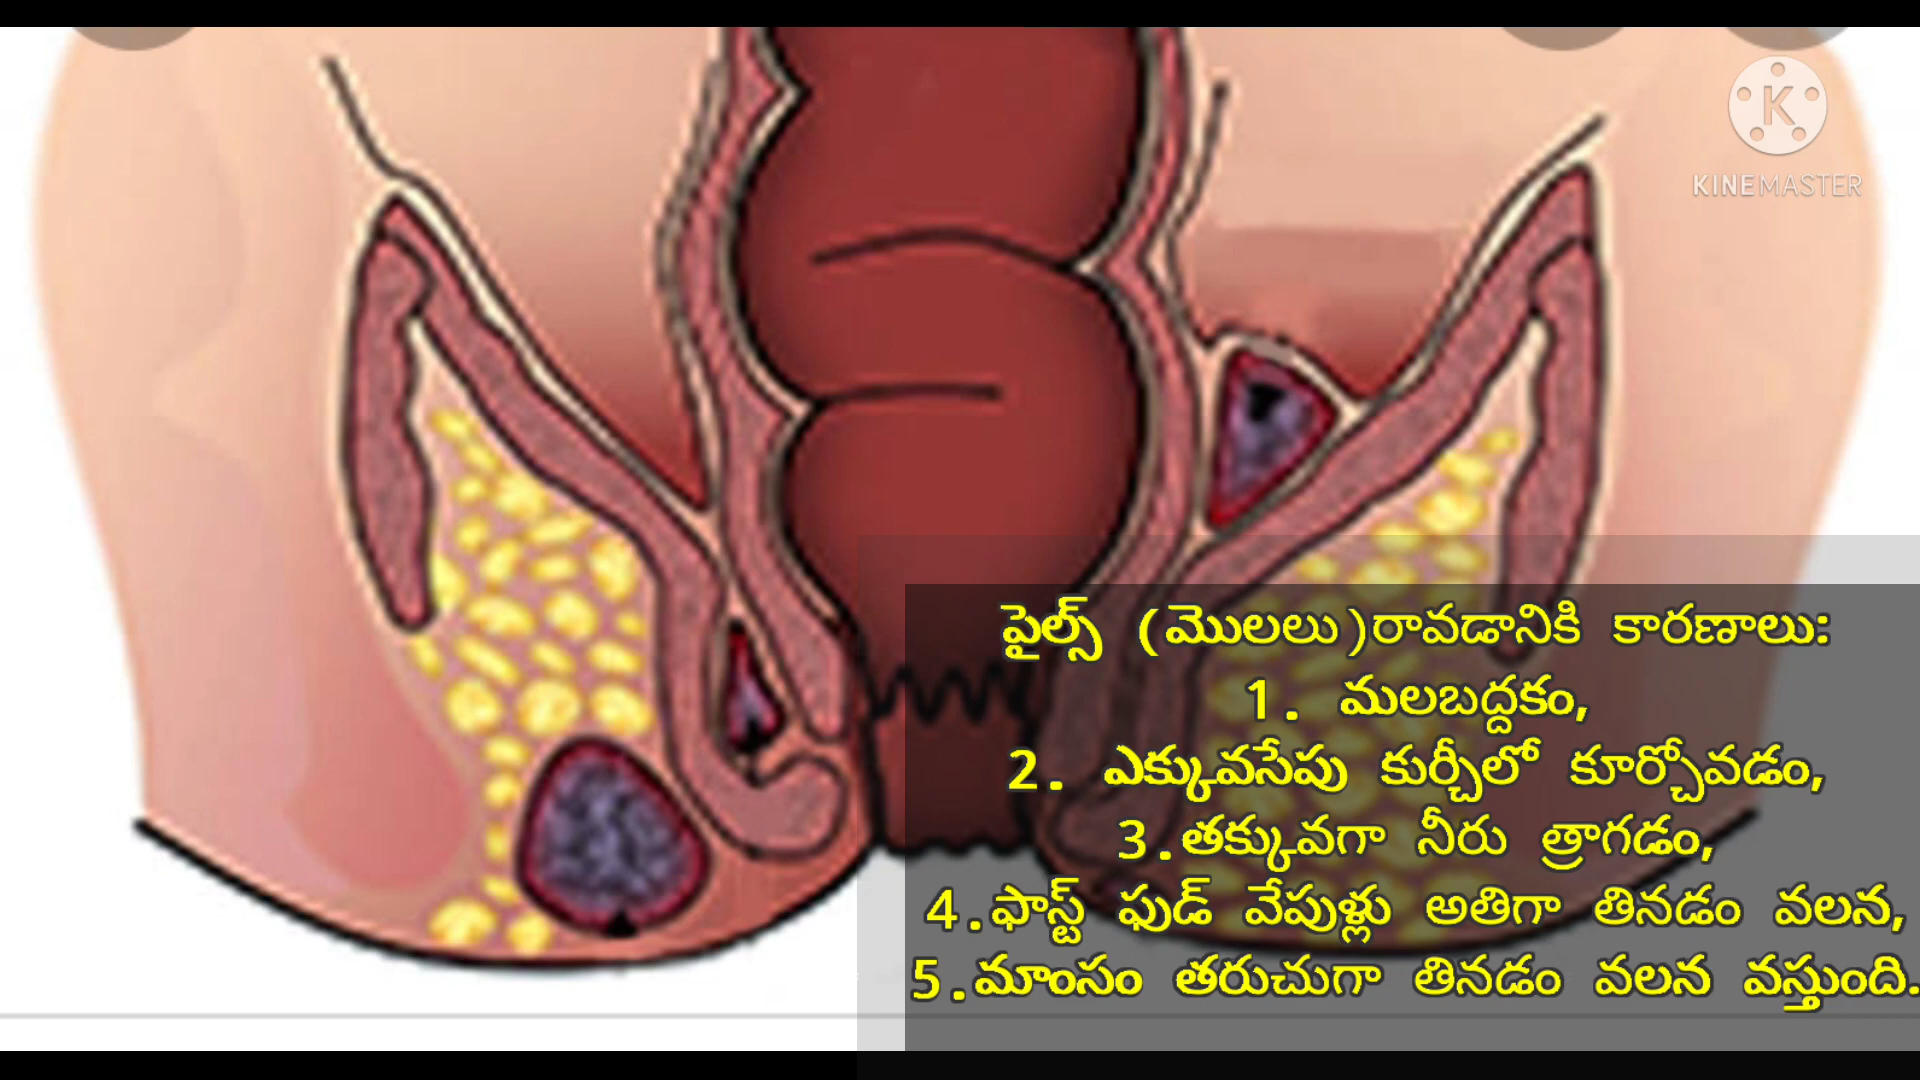 KINEMASTER
పైల్స్ (మొలలు)రావడానికి కారణాలు:
1. మలబద్దకం,
2. ఎక్కువసేపు కుర్చీలో కూర్చోవడం,
3.తక్కువగా నీరు త్రాగడం,
4.ఫాస్ట్ ఫుడ్ వేపుళ్లు అతిగా తినడం వలన,
5.మాంసం తరుచుగా తినడం వలన వస్తుంది.